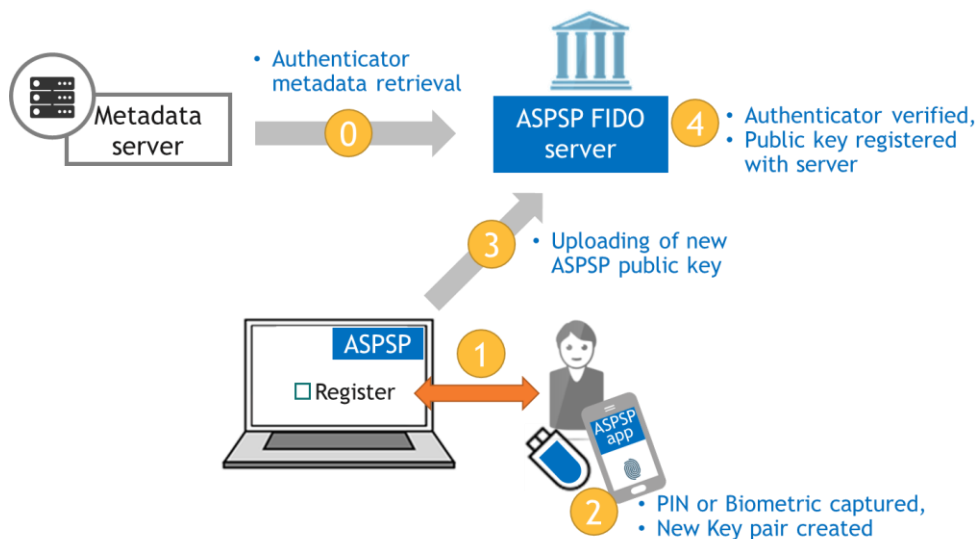 • Authenticator
metadata retrieval
Metadata
server
0
ASPSP FIDO
server
4
• Authenticator verified,
• Public key registered
with server
3
• Uploading of new
ASPSP public key
ASPSP
Register
1
ASPSP
app
2
• PIN or Biometric captured,
• New Key pair created